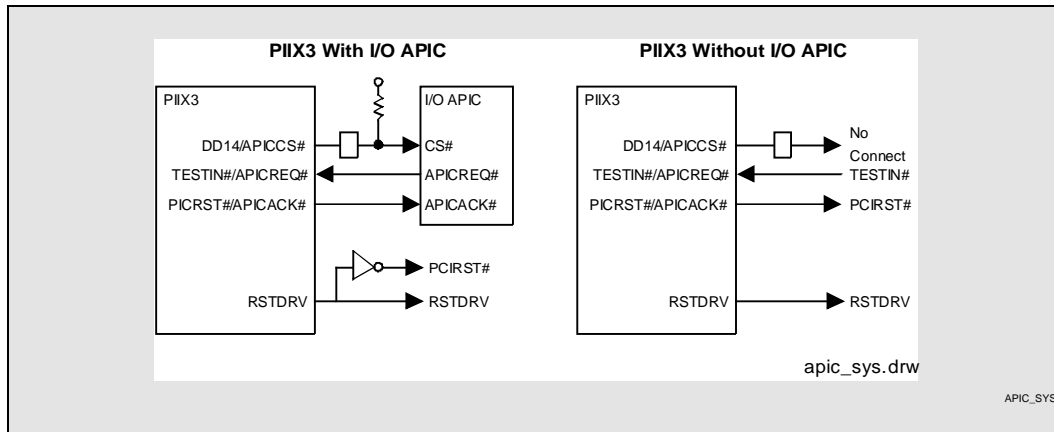 PIIX3 With I/O APIC
PIIX3
DD14/APICCS#
TESTIN#/APICREQ#
PICRST#/APICACK#
RSTDRV
I/O APIC
CS#
APICREQ#
APICACK#
PCIRST#
RSTDRV
PIIX3 Without I/O APIC
PIIX3
DD14/APICCS#
TESTIN#/APICREQ#
PICRST#/APICACK#
RSTDRV
No
Connect
TESTIN#
PCIRST#
RSTDRV
apic_sys.drw
APIC_SYS